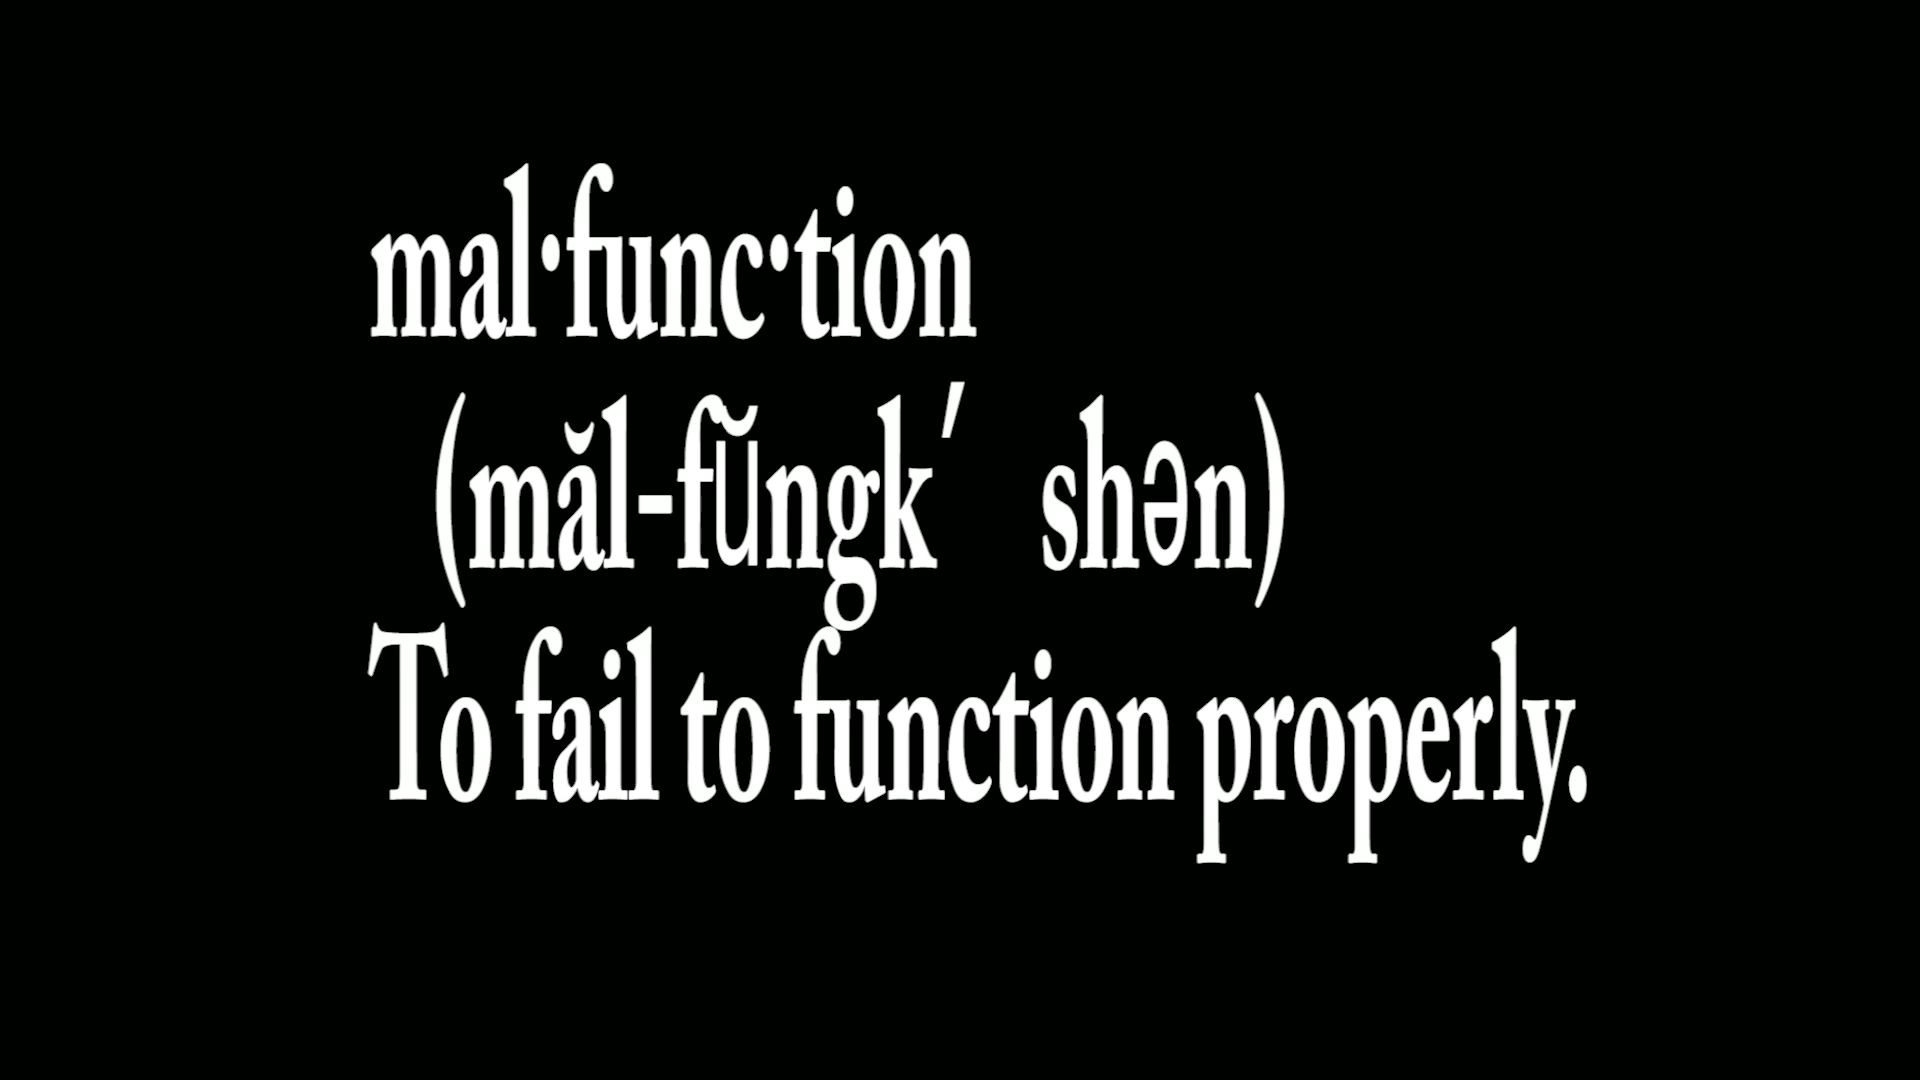 mal·func·tion
(măl-fŭngk′ shən)
To fail to function properly.